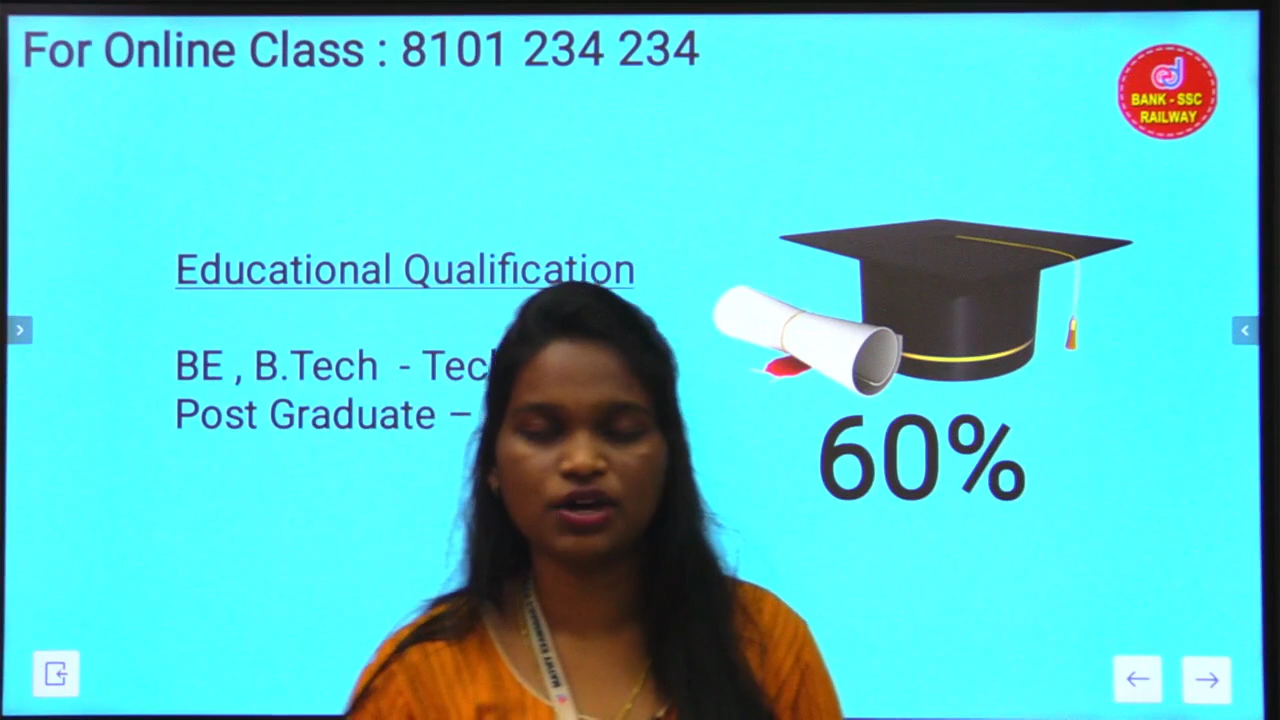 For Online Class : 8101 234 234
BANK - SSC
RAILWAY
Educational Qualification
BE , B.Tech - Tec
Post Graduate –
60%